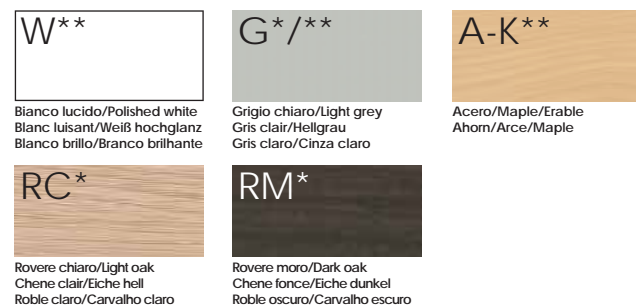 W**
Bianco lucido/Polished white
Blanc luisant/Weiß hochglanz
Blanco brillo/Branco brilhante
G*/**
Grigio chiaro/Light grey
Gris clair/Hellgrau
Gris claro/Cinza claro
A-K**
Acero/Maple/Erable
Ahorn/Arce/Maple
RC*
Rovere chiaro/Light oak
Chene clair/Eiche hell
Roble claro/Carvalho claro
RM*
Rovere moro/Dark oak
Chene fonce/Eiche dunkel
Roble oscuro/Carvalho escuro